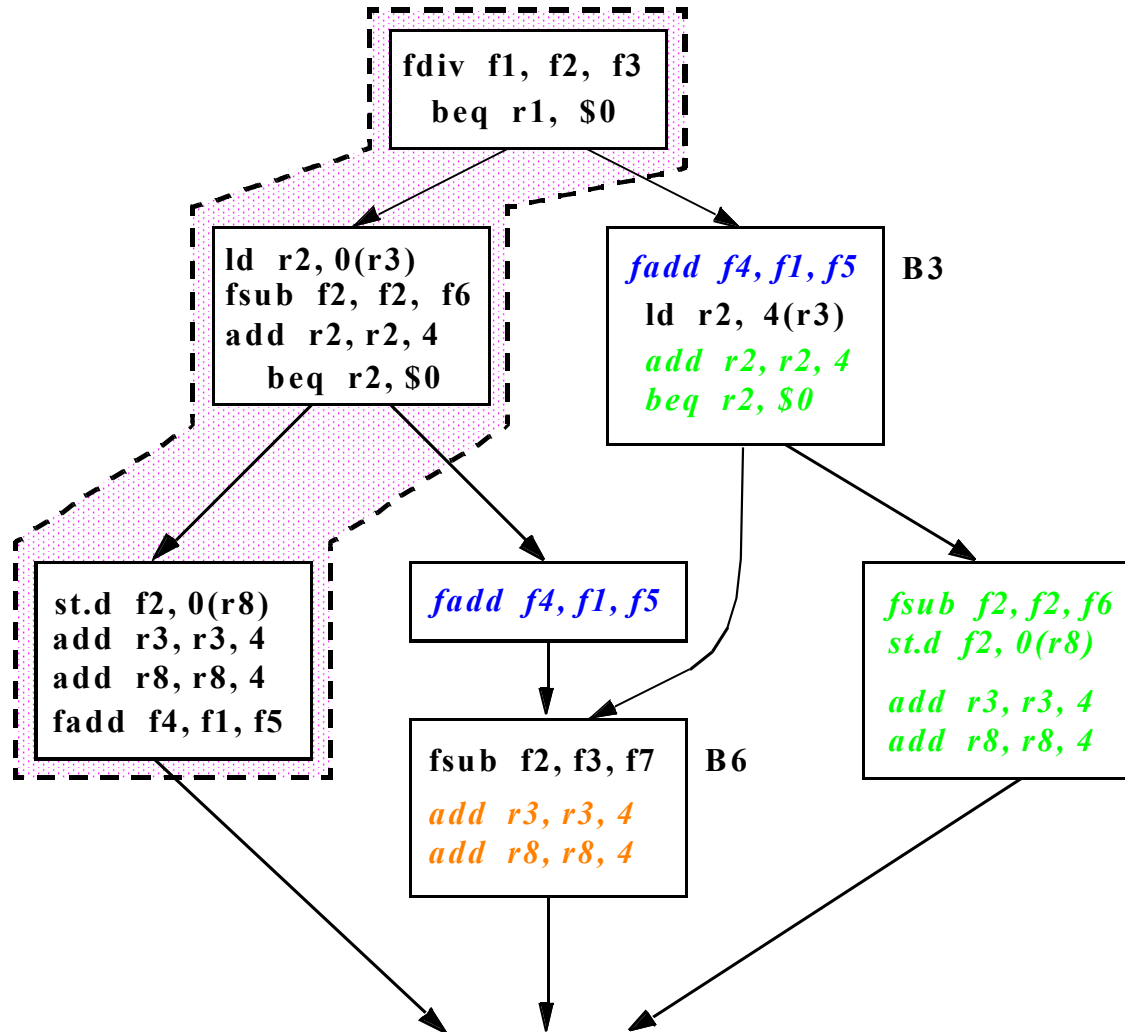 fdiv f1, f2, f3
beq r1, $0
ld r2, 0(r3)
fsub f2, f2, f6
add r2, r2, 4
beq r2, $0
fadd f4, f1, f5
ld r2, 4(r3)
add r2, r2, 4
beq r2, $0
B3
st.d f2, 0(r8)
add r3, r3, 4
add r8, r8, 4
fadd f4, f1, f5
fadd f4, f1, f5
fsub f2, f3, f7
add r3, r3, 4
add r8, r8, 4
B6
fsub f2, f2, f6
st.d f2, 0(r8)
add r3, r3, 4
add r8, r8, 4